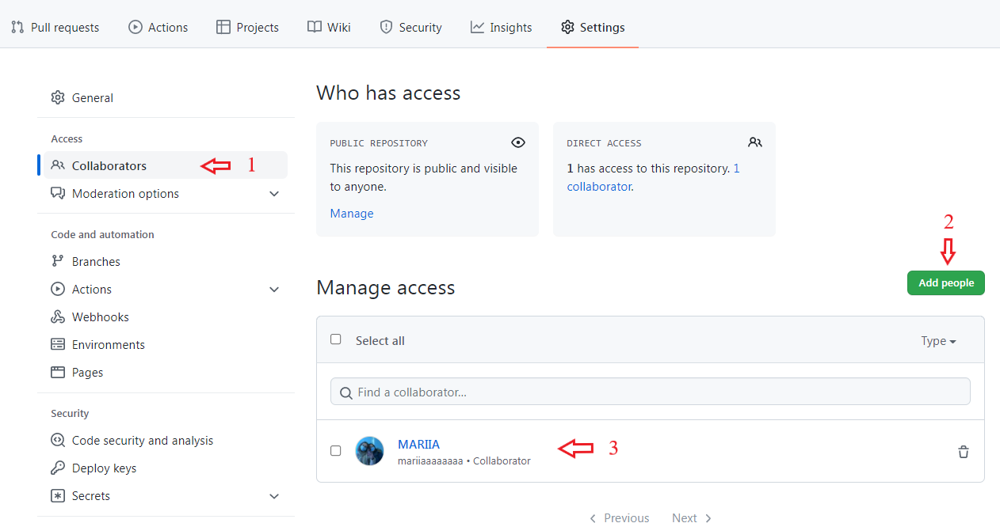 Pull requests Actions Projects Wiki Security Insights Settings
General
Access
Collaborators 1
Moderation options
Code and automation
Branches
Actions
Webhooks
Environments
Pages
Security
Code security and analysis
Deploy keys
Secrets
Who has access
PUBLIC REPOSITORY
This repository is public and visible
to anyone.
Manage
DIRECT ACCESS
1 has access to this repository. 1
collaborator.
2
Manage access
Add people
Select all Type
Find a collaborator...
MARIIA
mariiaaaaaaaa • Collaborator
3
Previous Next